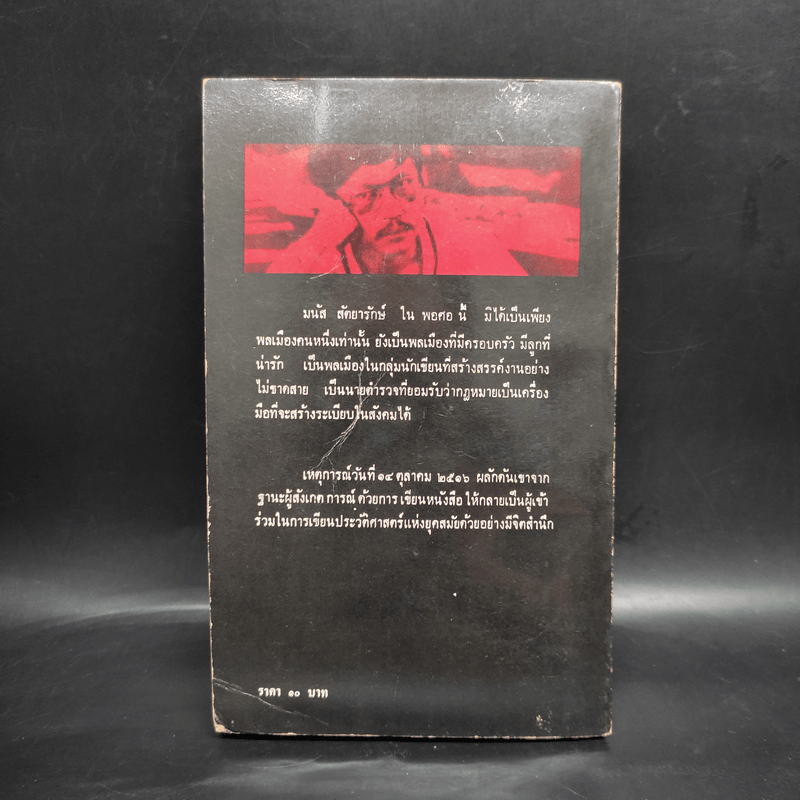 มนัส สัตยารักษ์ ใน พอศอ นี้ มิได้เป็นเพียง
พลเมืองคนหนึ่งเท่านั้น ยังเป็นพลเมืองที่มีครอบครัว มีลูกที่
น่ารัก เป็นพลเมืองในกลุ่มนักเขียนที่สร้างสรรค์งานอย่าง
ไม่ขาดสาย เป็นนายตำรวจที่ยอมรับว่ากฎหมายเป็นเครื่อง
มือที่จะสร้างระเบียบในสังคมได้
เหตุการณ์วันที่ ๑๔ ตุลาคม ๒๕๑๖ ผลักดันเขาจาก
ฐานะผู้สังเกต การณ์ ด้วยการ เขียนหนังสือ ให้กลายเป็นผู้เข้า
ร่วมในการเขียนประวัติศาสตร์แห่งยุคสมัยด้วยอย่างมีจิตสำนึก
ราคา ๑๐ บาท